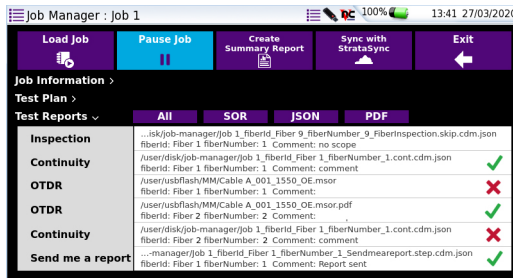 Job Manager : Job 1
100%
13:41 27/03/2020
Load Job
Pause Job
Create Summary Report
Sync with StrataSync
Exit
Job Information >
Test Plan >
Test Reports
All
SOR
JSON
PDF
Inspection
...isk/job-manager/Job 1_fiberId_Fiber 9_fiberNumber_9_FiberInspection.skip.cdm.json
fiberId: Fiber 1 fiberNumber: 1 Comment: no scope
Continuity
/user/disk/job-manager/Job 1_fiberId_Fiber 1_fiberNumber_1.cont.cdm.json
fiberId: Fiber 1 fiberNumber: 1 Comment: comment
OTDR
/user/usbflash/MM/Cable A_001_1550_OE.msor
fiberId: Fiber 1 fiberNumber: 1 Comment:
OTDR
/user/usbflash/MM/Cable A_001_1550_OE.msor.pdf
fiberId: Fiber 2 fiberNumber: 2 Comment: ,
Continuity
/user/disk/job-manager/Job 1_fiberId_Fiber 1_fiberNumber_2.cont.cdm.json
fiberId: Fiber 2 fiberNumber: 2 Comment: comment
Send me a report
...-manager/Job 1_fiberId_Fiber 1_fiberNumber_1_Sendmeareport.step.cdm.json
fiberId: Fiber 1 fiberNumber: 1 Comment: Report sent